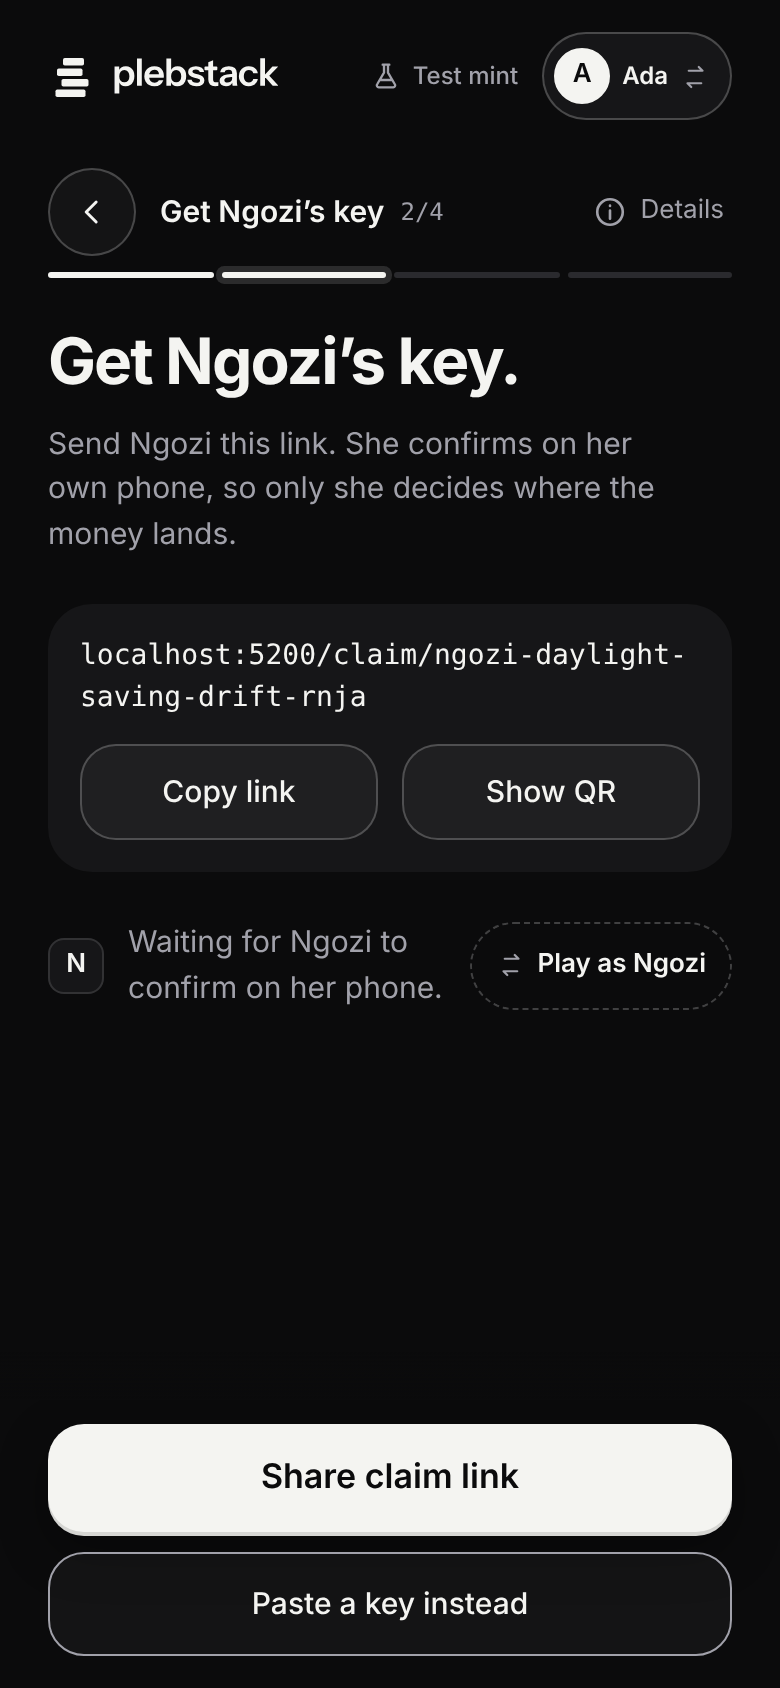 plebstack
Test mint
A
Ada
Get Ngozi’s key 2/4
Details
Get Ngozi’s key.
Send Ngozi this link. She confirms on her
own phone, so only she decides where the
money lands.
localhost:5200/claim/ngozi-daylight-
saving-drift-rnja
Copy link
Show QR
N
Waiting for Ngozi to
confirm on her phone.
Play as Ngozi
Share claim link
Paste a key instead